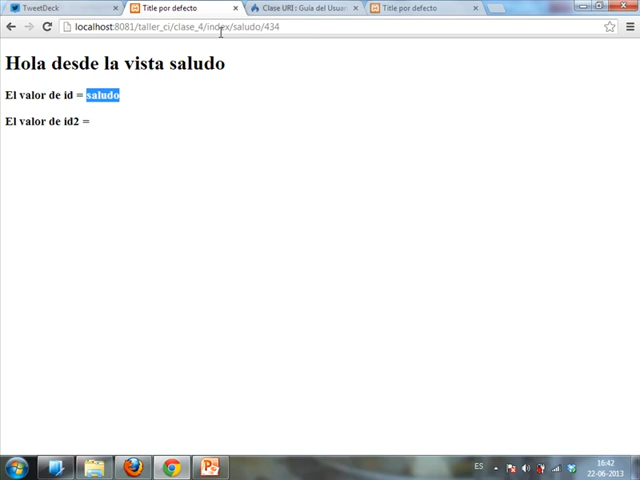 TweetDeck
Title por defecto
Clase URI : Guía del Usuar
Title por defecto
localhost:8081/taller_ci/clase_4/index/saludo/434
Hola desde la vista saludo
El valor de id = saludo
El valor de id2 =
ES
16:42
22-06-2013